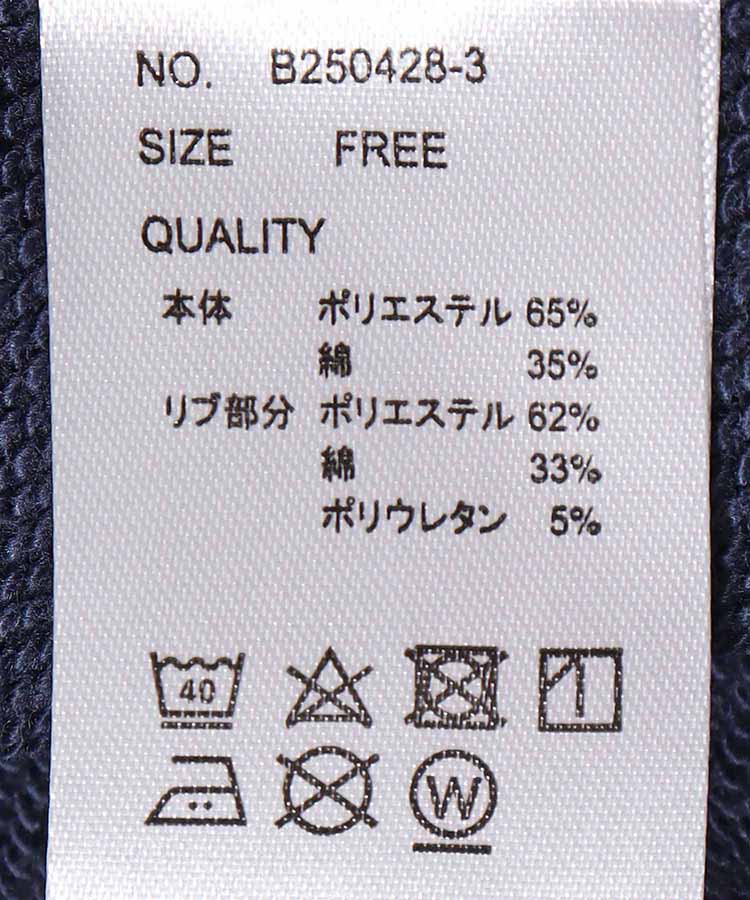 NO. B250428-3
SIZE FREE
QUALITY
本体 ポリエステル 65%
綿 35%
リブ部分 ポリエステル 62%
綿 33%
ポリウレタン 5%
40
W